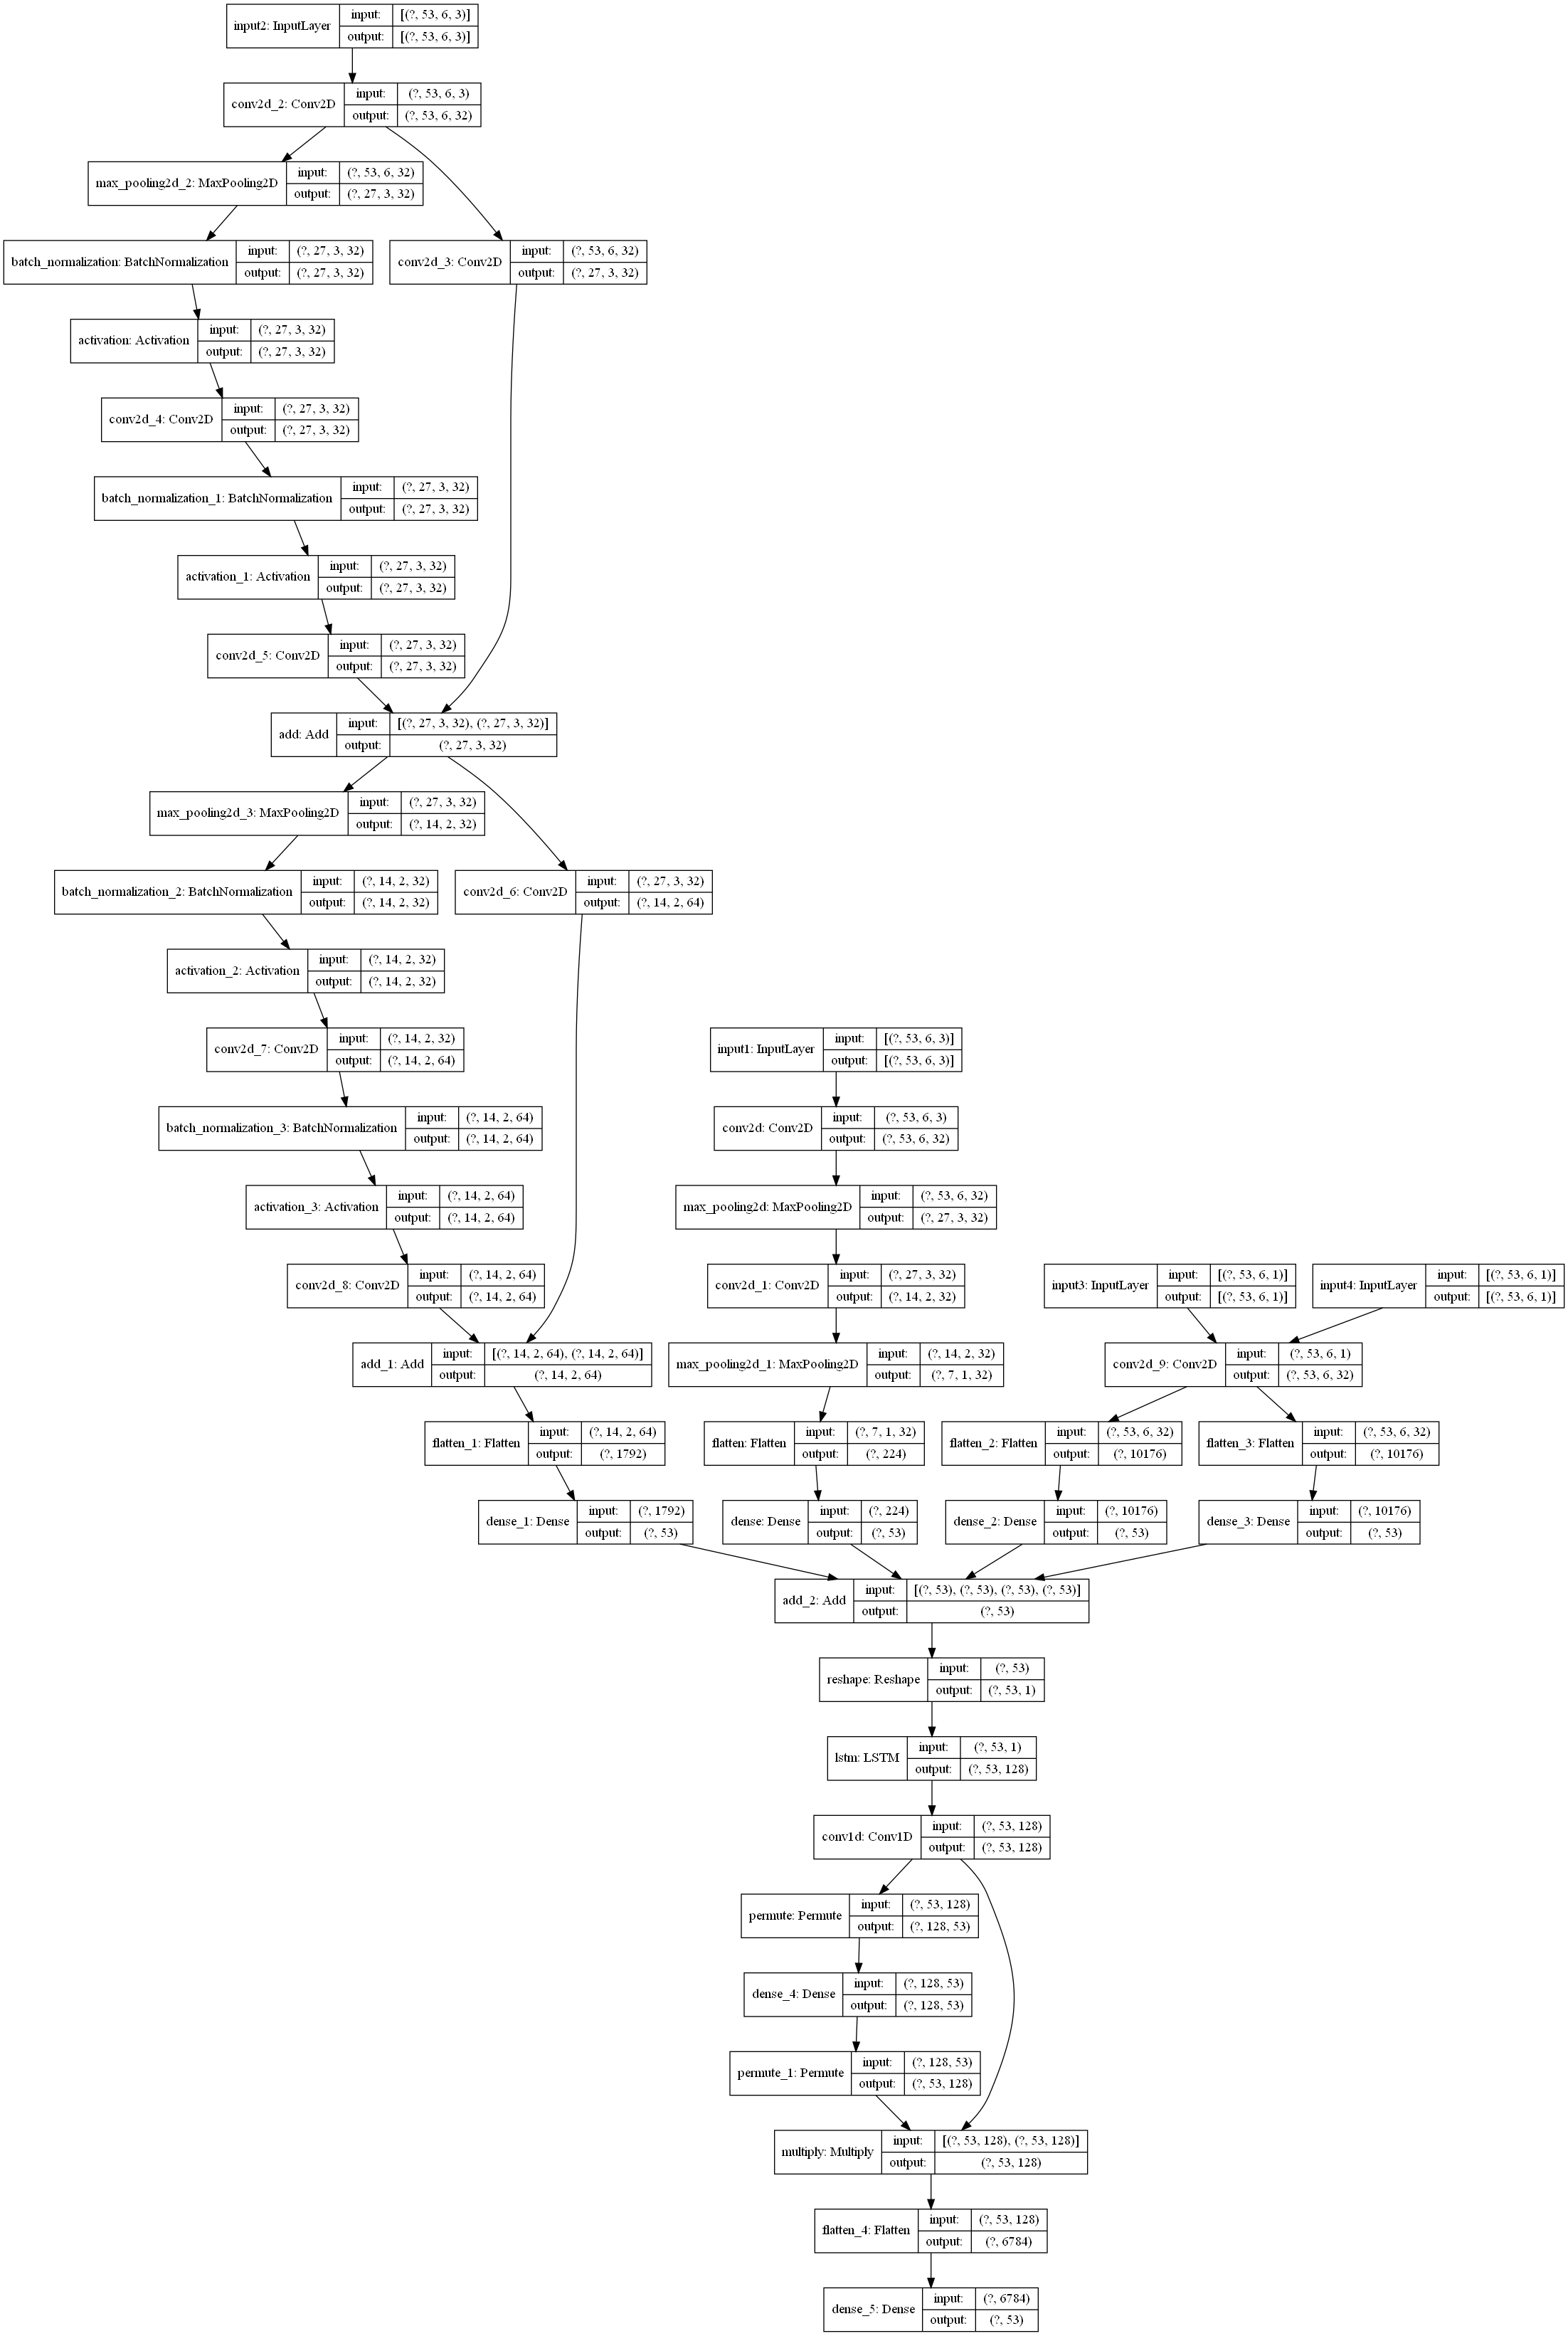 input2: InputLayer
input: [(?, 53, 6, 3)]
output: [(?, 53, 6, 3)]
conv2d_2: Conv2D
input: (?, 53, 6, 3)
output: (?, 53, 6, 32)
max_pooling2d_2: MaxPooling2D
input: (?, 53, 6, 32)
output: (?, 27, 3, 32)
batch_normalization: BatchNormalization
input: (?, 27, 3, 32)
output: (?, 27, 3, 32)
conv2d_3: Conv2D
input: (?, 53, 6, 32)
output: (?, 27, 3, 32)
activation: Activation
input: (?, 27, 3, 32)
output: (?, 27, 3, 32)
conv2d_4: Conv2D
input: (?, 27, 3, 32)
output: (?, 27, 3, 32)
batch_normalization_1: BatchNormalization
input: (?, 27, 3, 32)
output: (?, 27, 3, 32)
activation_1: Activation
input: (?, 27, 3, 32)
output: (?, 27, 3, 32)
conv2d_5: Conv2D
input: (?, 27, 3, 32)
output: (?, 27, 3, 32)
add: Add
input: [(?, 27, 3, 32), (?, 27, 3, 32)]
output: (?, 27, 3, 32)
max_pooling2d_3: MaxPooling2D
input: (?, 27, 3, 32)
output: (?, 14, 2, 32)
batch_normalization_2: BatchNormalization
input: (?, 14, 2, 32)
output: (?, 14, 2, 32)
conv2d_6: Conv2D
input: (?, 27, 3, 32)
output: (?, 14, 2, 64)
activation_2: Activation
input: (?, 14, 2, 32)
output: (?, 14, 2, 32)
conv2d_7: Conv2D
input: (?, 14, 2, 32)
output: (?, 14, 2, 64)
input1: InputLayer
input: [(?, 53, 6, 3)]
output: [(?, 53, 6, 3)]
batch_normalization_3: BatchNormalization
input: (?, 14, 2, 64)
output: (?, 14, 2, 64)
conv2d: Conv2D
input: (?, 53, 6, 3)
output: (?, 53, 6, 32)
activation_3: Activation
input: (?, 14, 2, 64)
output: (?, 14, 2, 64)
max_pooling2d: MaxPooling2D
input: (?, 53, 6, 32)
output: (?, 27, 3, 32)
conv2d_8: Conv2D
input: (?, 14, 2, 64)
output: (?, 14, 2, 64)
conv2d_1: Conv2D
input: (?, 27, 3, 32)
output: (?, 14, 2, 32)
input3: InputLayer
input: [(?, 53, 6, 1)]
output: [(?, 53, 6, 1)]
input4: InputLayer
input: [(?, 53, 6, 1)]
output: [(?, 53, 6, 1)]
add_1: Add
input: [(?, 14, 2, 64), (?, 14, 2, 64)]
output: (?, 14, 2, 64)
max_pooling2d_1: MaxPooling2D
input: (?, 14, 2, 32)
output: (?, 7, 1, 32)
conv2d_9: Conv2D
input: (?, 53, 6, 1)
output: (?, 53, 6, 32)
flatten_1: Flatten
input: (?, 14, 2, 64)
output: (?, 1792)
flatten: Flatten
input: (?, 7, 1, 32)
output: (?, 224)
flatten_2: Flatten
input: (?, 53, 6, 32)
output: (?, 10176)
flatten_3: Flatten
input: (?, 53, 6, 32)
output: (?, 10176)
dense_1: Dense
input: (?, 1792)
output: (?, 53)
dense: Dense
input: (?, 224)
output: (?, 53)
dense_2: Dense
input: (?, 10176)
output: (?, 53)
dense_3: Dense
input: (?, 10176)
output: (?, 53)
add_2: Add
input: [(?, 53), (?, 53), (?, 53), (?, 53)]
output: (?, 53)
reshape: Reshape
input: (?, 53)
output: (?, 53, 1)
lstm: LSTM
input: (?, 53, 1)
output: (?, 53, 128)
conv1d: Conv1D
input: (?, 53, 128)
output: (?, 53, 128)
permute: Permute
input: (?, 53, 128)
output: (?, 128, 53)
dense_4: Dense
input: (?, 128, 53)
output: (?, 128, 53)
permute_1: Permute
input: (?, 128, 53)
output: (?, 53, 128)
multiply: Multiply
input: [(?, 53, 128), (?, 53, 128)]
output: (?, 53, 128)
flatten_4: Flatten
input: (?, 53, 128)
output: (?, 6784)
dense_5: Dense
input: (?, 6784)
output: (?, 53)